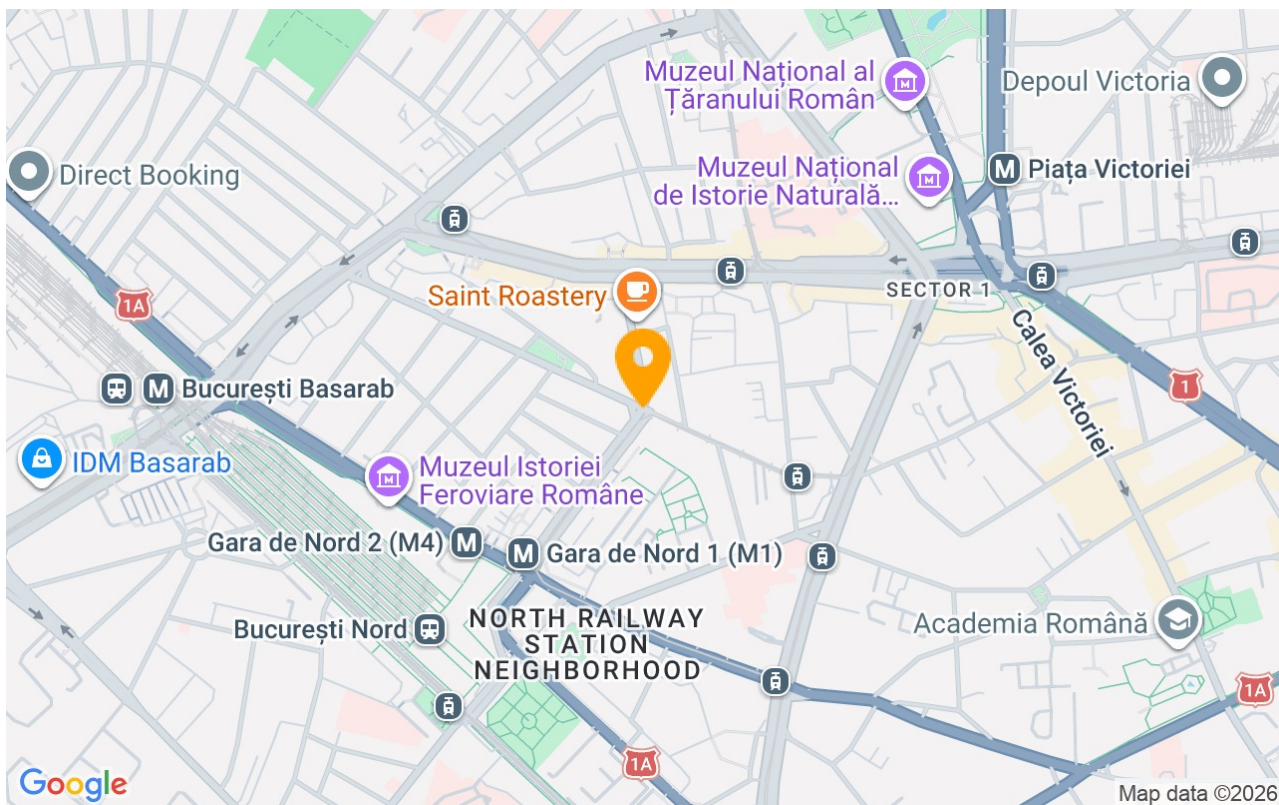 Muzeul Național al
Țăranului Român
Depoul Victoria
Direct Booking
Muzeul Național
de Istorie Naturală...
M Piața Victoriei
1A
Saint Roastery
SECTOR 1
Calea Victoriei
1
M București Basarab
IDM Basarab
Muzeul Istoriei
Feroviare Române
Gara de Nord 2 (M4) M
M Gara de Nord 1 (M1)
București Nord
NORTH RAILWAY
STATION
NEIGHBORHOOD
Academia Română
1A
1A
Google
Map data ©2026